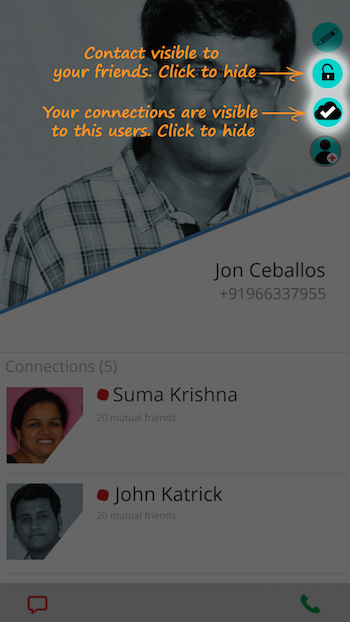 Contact visible to
your friends. Click to hide
Your connections are visible
to this users. Click to hide
Jon Ceballos
+91966337955
Connections (5)
Suma Krishna
20 mutual friends
John Katrick
20 mutual friends